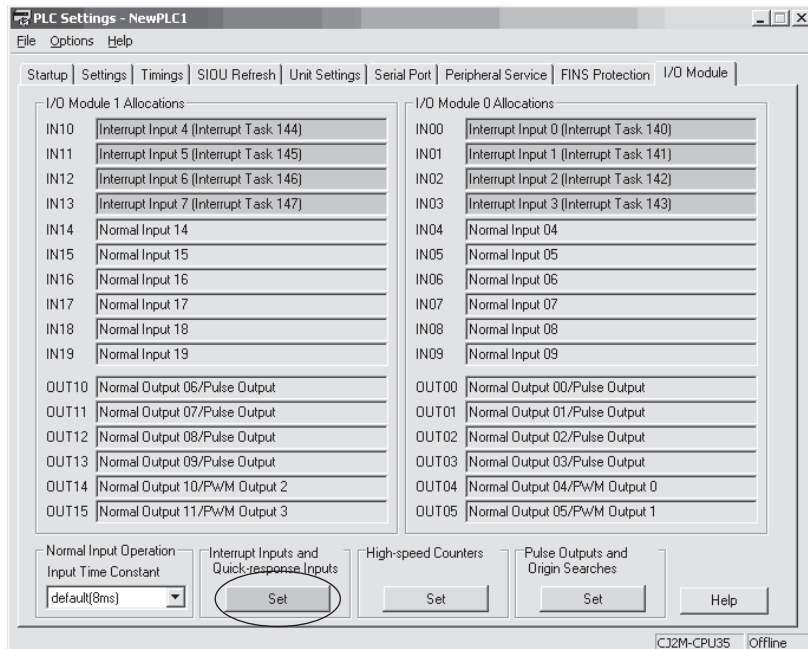 PLC Settings - NewPLC1
File Options Help
Startup Settings Timings SIOU Refresh Unit Settings Serial Port Peripheral Service FINS Protection I/O Module
I/O Module 1 Allocations
IN10 Interrupt Input 4 (Interrupt Task 144)
IN11 Interrupt Input 5 (Interrupt Task 145)
IN12 Interrupt Input 6 (Interrupt Task 146)
IN13 Interrupt Input 7 (Interrupt Task 147)
IN14 Normal Input 14
IN15 Normal Input 15
IN16 Normal Input 16
IN17 Normal Input 17
IN18 Normal Input 18
IN19 Normal Input 19
OUT10 Normal Output 06/Pulse Output
OUT11 Normal Output 07/Pulse Output
OUT12 Normal Output 08/Pulse Output
OUT13 Normal Output 09/Pulse Output
OUT14 Normal Output 10/PWM Output 2
OUT15 Normal Output 11/PWM Output 3
I/O Module 0 Allocations
IN00 Interrupt Input 0 (Interrupt Task 140)
IN01 Interrupt Input 1 (Interrupt Task 141)
IN02 Interrupt Input 2 (Interrupt Task 142)
IN03 Interrupt Input 3 (Interrupt Task 143)
IN04 Normal Input 04
IN05 Normal Input 05
IN06 Normal Input 06
IN07 Normal Input 07
IN08 Normal Input 08
IN09 Normal Input 09
OUT00 Normal Output 00/Pulse Output
OUT01 Normal Output 01/Pulse Output
OUT02 Normal Output 02/Pulse Output
OUT03 Normal Output 03/Pulse Output
OUT04 Normal Output 04/PWM Output 0
OUT05 Normal Output 05/PWM Output 1
Normal Input Operation
Input Time Constant
default(8ms)
Interrupt Inputs and
Quick-response Inputs
Set
High-speed Counters
Set
Pulse Outputs and
Origin Searches
Set
Help
CJ2M-CPU35 Offline